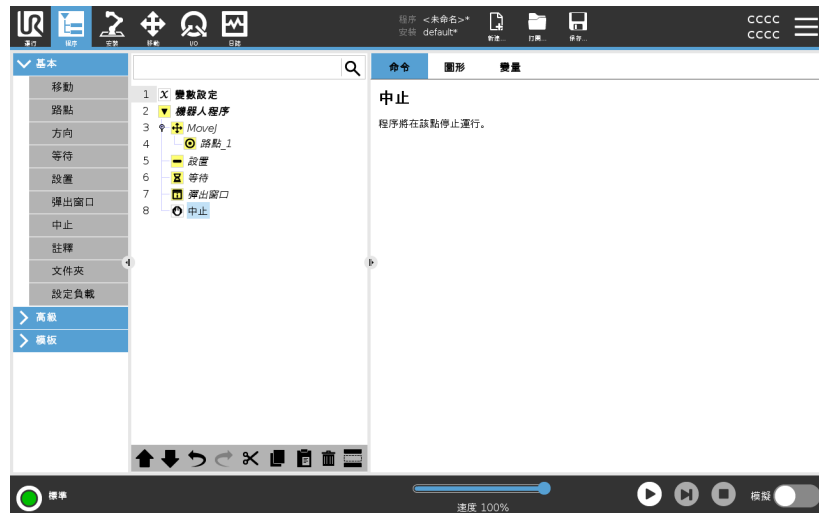 UR
運行
程序
安裝
移動
I/O
日誌
程序 <未命名>*
安裝 default*
新建...
打開...
保存...
cccc
cccc
基本
移動
路點
方向
等待
設置
彈出窗口
中止
註釋
文件夾
設定負載
高級
模板
1 X 變數設定
2 機器人程序
3 MoveJ
4 路點_1
5 設置
6 等待
7 彈出窗口
8 中止
命令 圖形 變量
中止
程序將在該點停止運行。
標準
速度 100%
模擬